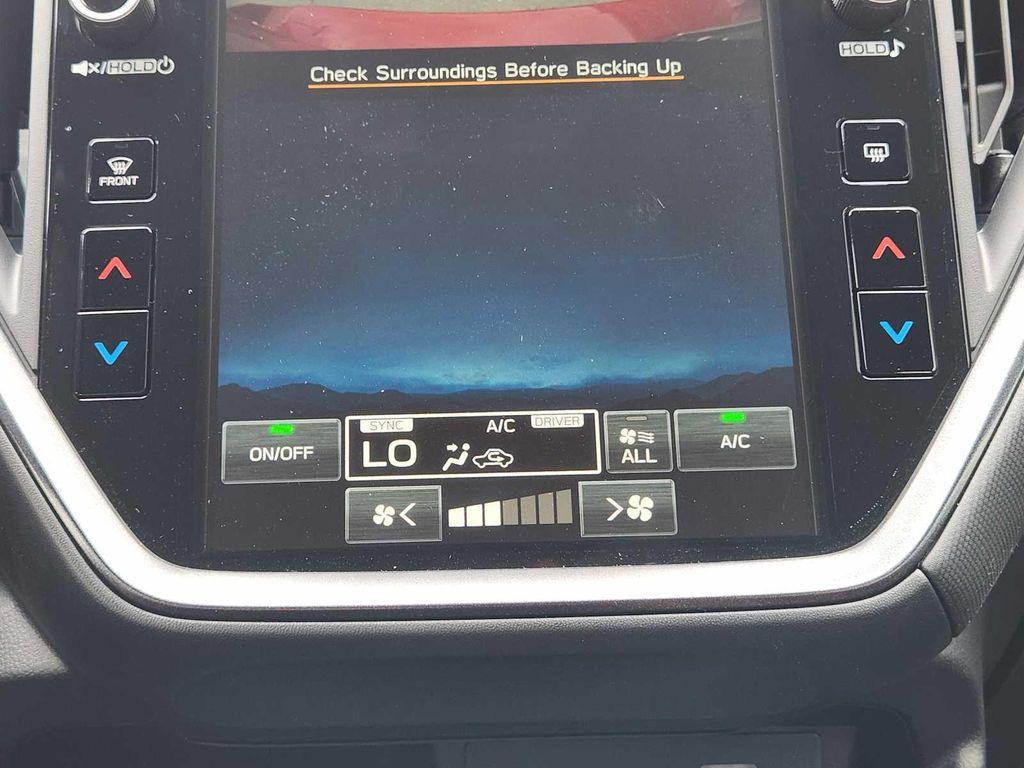 Check Surroundings Before Backing Up
/HOLD
HOLD
FRONT
ON/OFF
SYNC
A/C
DRIVER
LO
ALL
A/C